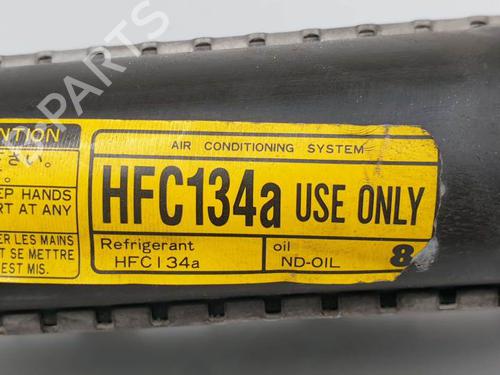 NTION
EP HANDS
RT AT ANY
ER LES MAINS
T SE METTRE
EST MIS.
AIR CONDITIONING SYSTEM
HFC134a USE ONLY
Refrigerant
HFC134a
oil
ND-OIL 8